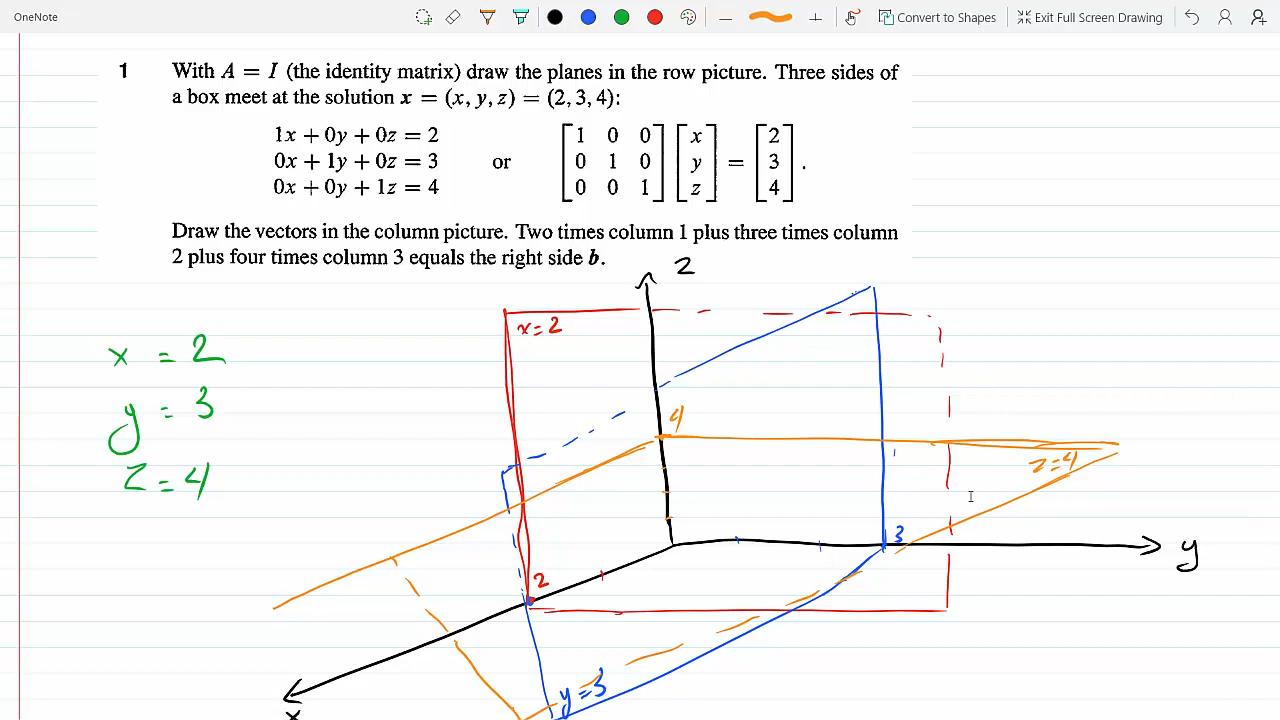 OneNote
Convert to Shapes
Exit Full Screen Drawing
1 With A = I (the identity matrix) draw the planes in the row picture. Three sides of
a box meet at the solution x = (x, y, z) = (2, 3, 4):
1x + 0y + 0z = 2
0x + 1y + 0z = 3 or
0x + 0y + 1z = 4
[1 0 0] [x] [2]
[0 1 0] [y] = [3].
[0 0 1] [z] [4]
Draw the vectors in the column picture. Two times column 1 plus three times column
2 plus four times column 3 equals the right side b.
z
x=2
x = 2
y = 3
z = 4
4
z=4
3
y
2
y=3
x